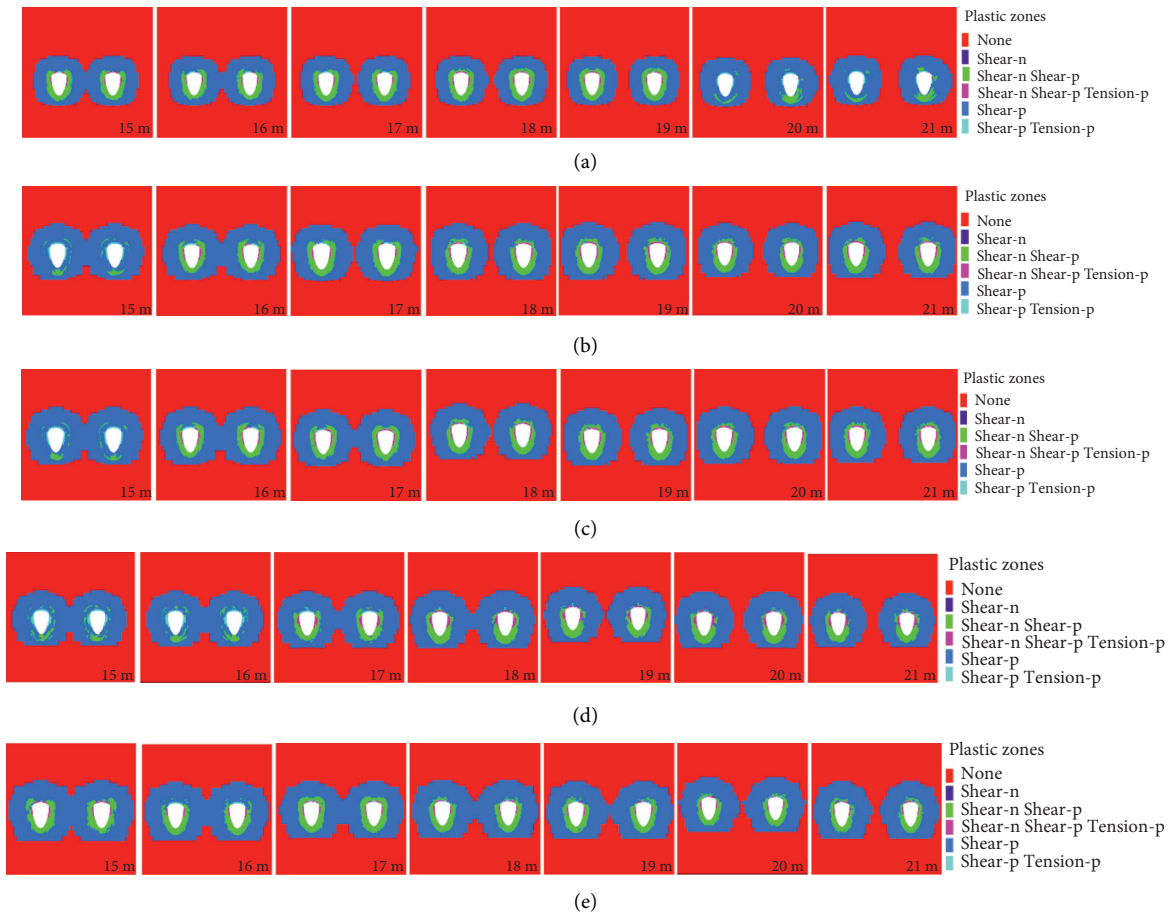 Plastic zones
None
Shear-n
Shear-n Shear-p
Shear-n Shear-p Tension-p
Shear-p
Shear-p Tension-p
15 m 16 m 17 m 18 m 19 m 20 m 21 m
(a)
Plastic zones
None
Shear-n
Shear-n Shear-p
Shear-n Shear-p Tension-p
Shear-p
Shear-p Tension-p
15 m 16 m 17 m 18 m 19 m 20 m 21 m
(b)
Plastic zones
None
Shear-n
Shear-n Shear-p
Shear-n Shear-p Tension-p
Shear-p
Shear-p Tension-p
15 m 16 m 17 m 18 m 19 m 20 m 21 m
(c)
Plastic zones
None
Shear-n
Shear-n Shear-p
Shear-n Shear-p Tension-p
Shear-p
Shear-p Tension-p
15 m 16 m 17 m 18 m 19 m 20 m 21 m
(d)
Plastic zones
None
Shear-n
Shear-n Shear-p
Shear-n Shear-p Tension-p
Shear-p
Shear-p Tension-p
15 m 16 m 17 m 18 m 19 m 20 m 21 m
(e)